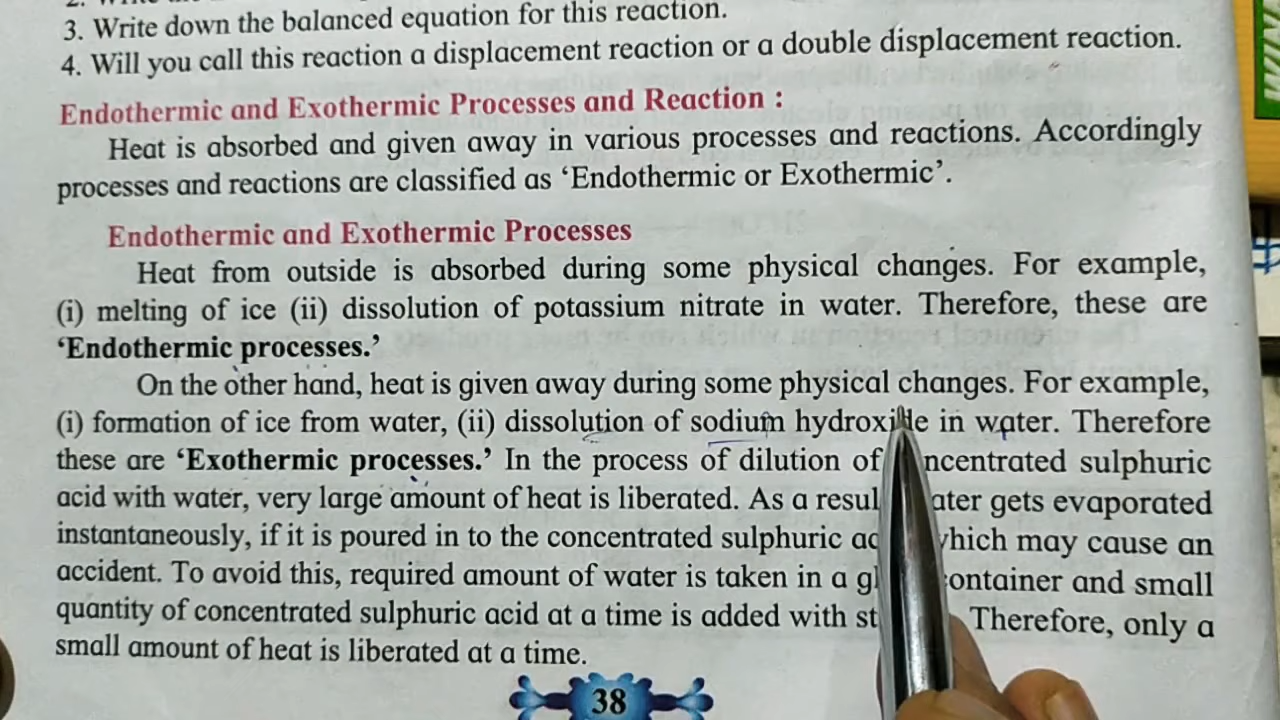 3. Write down the balanced equation for this reaction.
4. Will you call this reaction a displacement reaction or a double displacement reaction.
Endothermic and Exothermic Processes and Reaction :
Heat is absorbed and given away in various processes and reactions. Accordingly
processes and reactions are classified as ‘Endothermic or Exothermic’.
Endothermic and Exothermic Processes
Heat from outside is absorbed during some physical changes. For example,
(i) melting of ice (ii) dissolution of potassium nitrate in water. Therefore, these are
‘Endothermic processes.’
On the other hand, heat is given away during some physical changes. For example,
(i) formation of ice from water, (ii) dissolution of sodium hydroxide in water. Therefore
these are ‘Exothermic processes.’ In the process of dilution of ncentrated sulphuric
acid with water, very large amount of heat is liberated. As a resul ater gets evaporated
instantaneously, if it is poured in to the concentrated sulphuric ac which may cause an
accident. To avoid this, required amount of water is taken in a gl container and small
quantity of concentrated sulphuric acid at a time is added with st Therefore, only a
small amount of heat is liberated at a time.
38